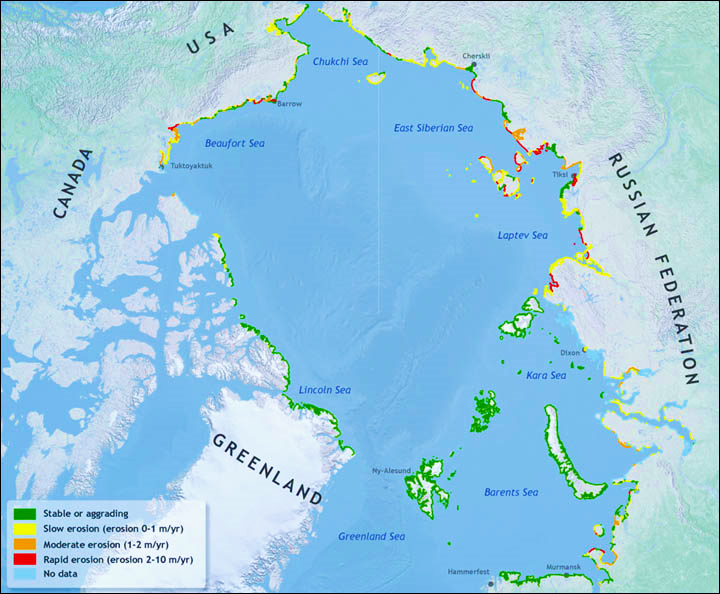 USA
Chukchi Sea
Cherskii
Barrow
Beaufort Sea
East Siberian Sea
CANADA
Tuktoyaktuk
Tiksi
RUSSIAN FEDERATION
Laptev Sea
Dixon
Kara Sea
Lincoln Sea
GREENLAND
Ny-Alesund
Barents Sea
Greenland Sea
Hammerfest
Murmansk
Stable or aggrading
Slow erosion (erosion 0-1 m/yr)
Moderate erosion (1-2 m/yr)
Rapid erosion (erosion 2-10 m/yr)
No data